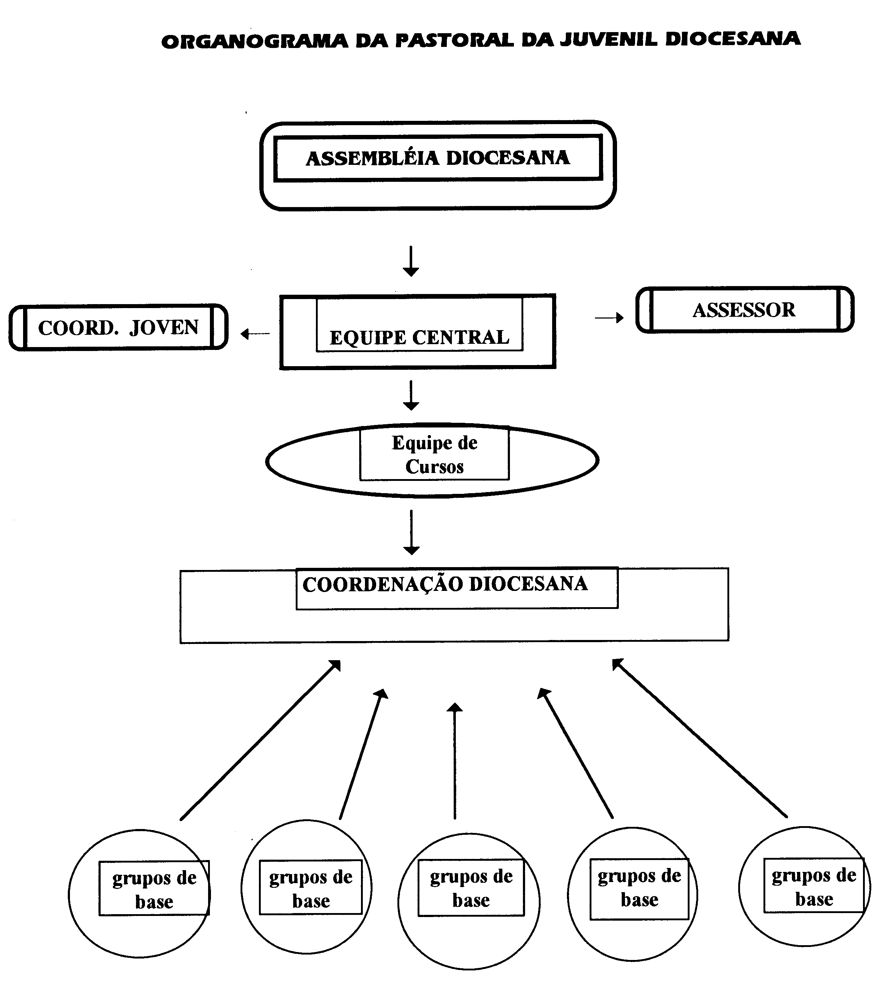 ORGANOGRAMA DA PASTORAL DA JUVENIL DIOCESANA
ASSEMBLÉIA DIOCESANA
COORD. JOVEN
EQUIPE CENTRAL
ASSESSOR
Equipe de
Cursos
COORDENAÇÃO DIOCESANA
grupos de
base
grupos de
base
grupos de
base
grupos de
base
grupos de
base